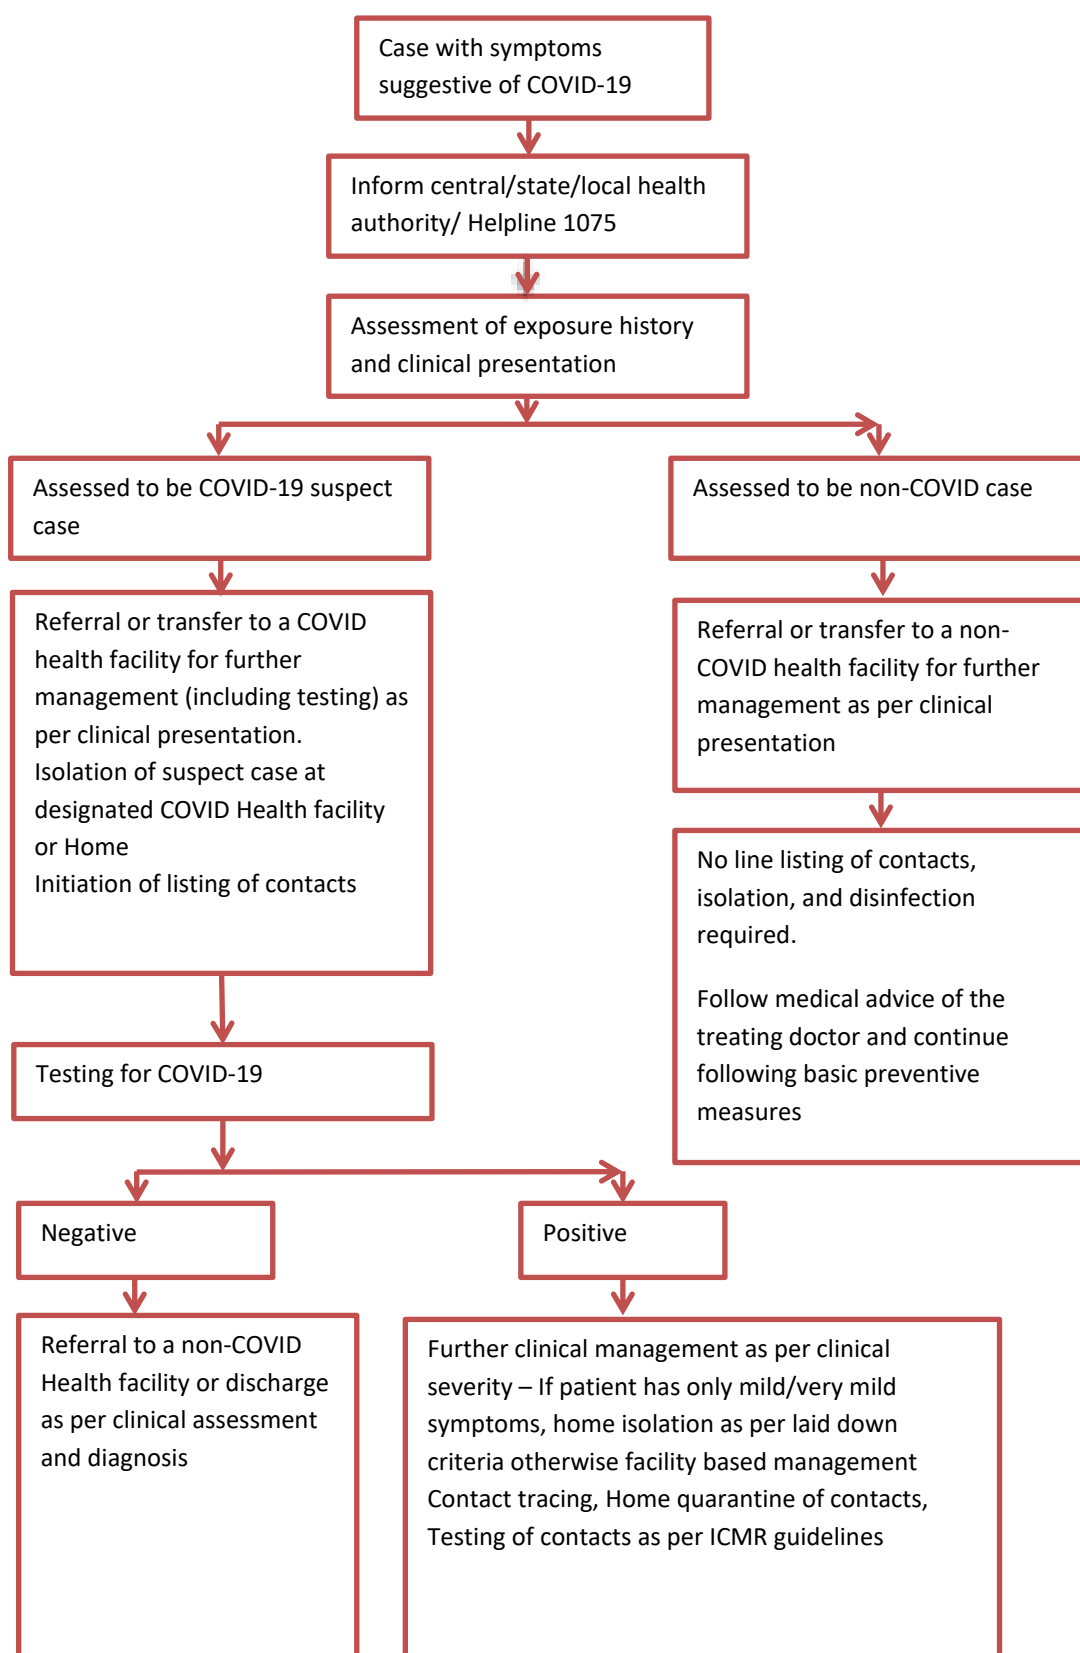 Case with symptoms
suggestive of COVID-19
Inform central/state/local health
authority/ Helpline 1075
Assessment of exposure history
and clinical presentation
Assessed to be COVID-19 suspect
case
Assessed to be non-COVID case
Referral or transfer to a COVID
health facility for further
management (including testing) as
per clinical presentation.
Isolation of suspect case at
designated COVID Health facility
or Home
Initiation of listing of contacts
Referral or transfer to a non-
COVID health facility for further
management as per clinical
presentation
No line listing of contacts,
isolation, and disinfection
required.
Follow medical advice of the
treating doctor and continue
following basic preventive
measures
Testing for COVID-19
Negative
Positive
Referral to a non-COVID
Health facility or discharge
as per clinical assessment
and diagnosis
Further clinical management as per clinical
severity – If patient has only mild/very mild
symptoms, home isolation as per laid down
criteria otherwise facility based management
Contact tracing, Home quarantine of contacts,
Testing of contacts as per ICMR guidelines